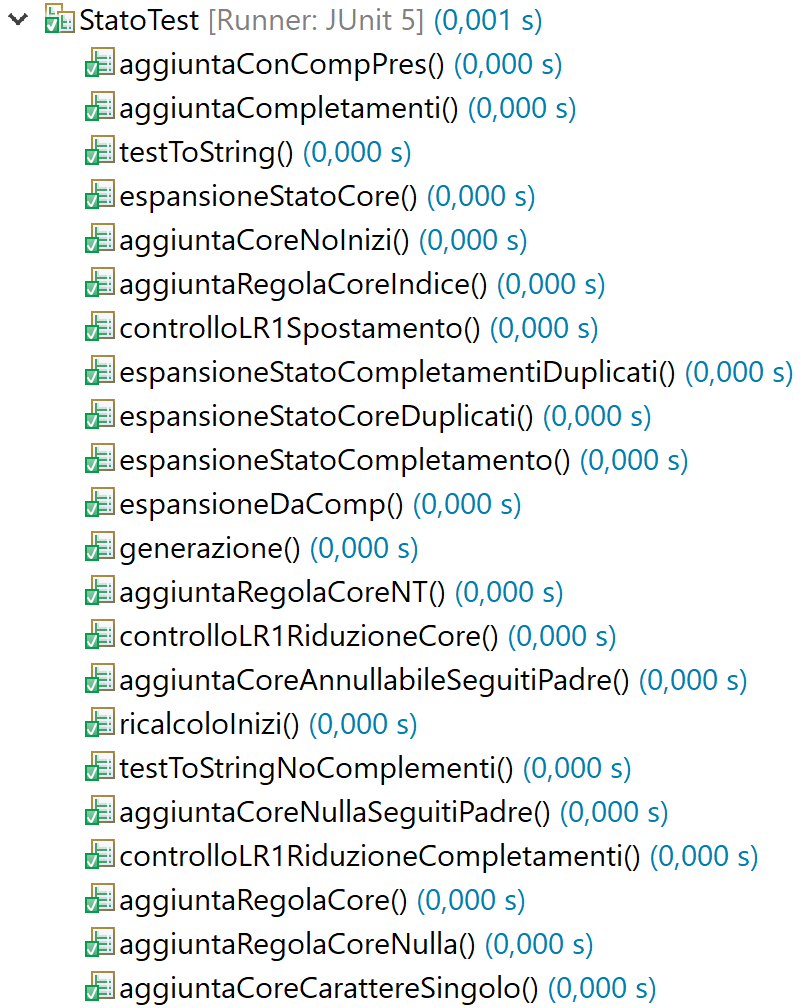 StatoTest [Runner: JUnit 5] (0,001 s)
aggiuntaConCompPres() (0,000 s)
aggiuntaCompletamenti() (0,000 s)
testToString() (0,000 s)
espansioneStatoCore() (0,000 s)
aggiuntaCoreNoInizi() (0,000 s)
aggiuntaRegolaCoreIndice() (0,000 s)
controlloLR1Spostamento() (0,000 s)
espansioneStatoCompletamentiDuplicati() (0,000 s)
espansioneStatoCoreDuplicati() (0,000 s)
espansioneStatoCompletamento() (0,000 s)
espansioneDaComp() (0,000 s)
generazione() (0,000 s)
aggiuntaRegolaCoreNT() (0,000 s)
controlloLR1RiduzioneCore() (0,000 s)
aggiuntaCoreAnnullabileSeguitiPadre() (0,000 s)
ricalcoloInizi() (0,000 s)
testToStringNoComplementi() (0,000 s)
aggiuntaCoreNullaSeguitiPadre() (0,000 s)
controlloLR1RiduzioneCompletamenti() (0,000 s)
aggiuntaRegolaCore() (0,000 s)
aggiuntaRegolaCoreNulla() (0,000 s)
aggiuntaCoreCarattereSingolo() (0,000 s)